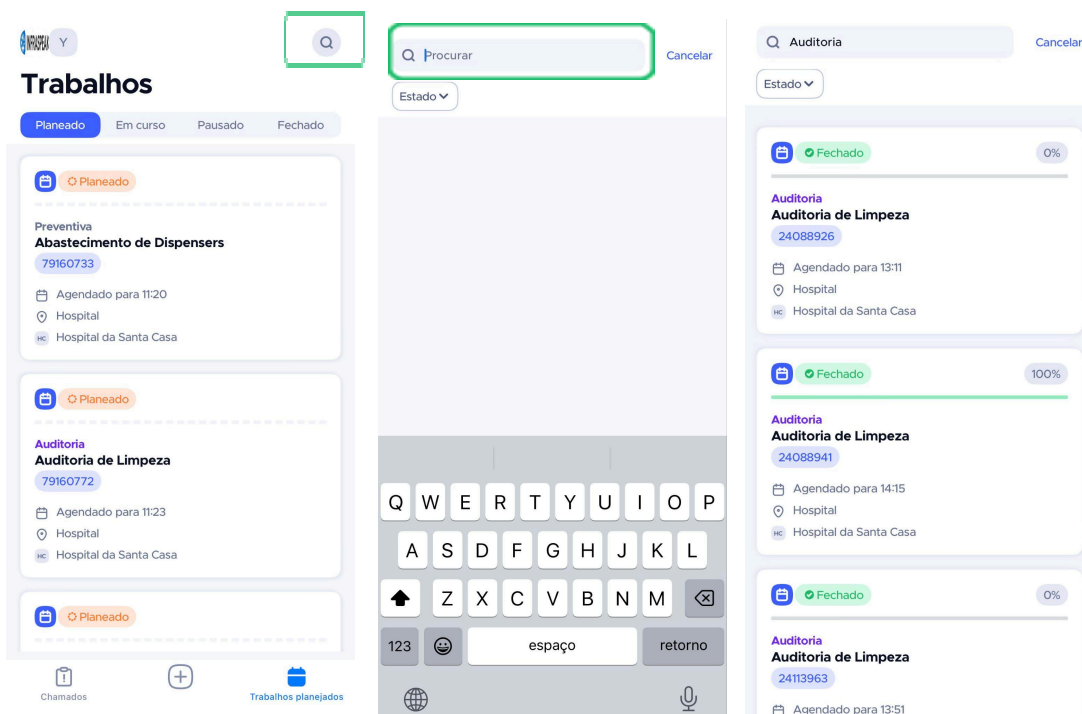 INFRASPEAK Y
Trabalhos
Planeado Em curso Pausado Fechado
Planeado
Preventiva
Abastecimento de Dispensers
79160733
Agendado para 11:20
Hospital
HC Hospital da Santa Casa
Planeado
Auditoria
Auditoria de Limpeza
79160772
Agendado para 11:23
Hospital
HC Hospital da Santa Casa
Planeado
Chamados
Trabalhos planejados
Procurar Cancelar
Estado
Q W E R T Y U I O P
A S D F G H J K L
Z X C V B N M
123 espaço retorno
Auditoria Cancelar
Estado
Fechado 0%
Auditoria
Auditoria de Limpeza
24088926
Agendado para 13:11
Hospital
HC Hospital da Santa Casa
Fechado 100%
Auditoria
Auditoria de Limpeza
24088941
Agendado para 14:15
Hospital
HC Hospital da Santa Casa
Fechado 0%
Auditoria
Auditoria de Limpeza
24113963
Agendado para 13:51